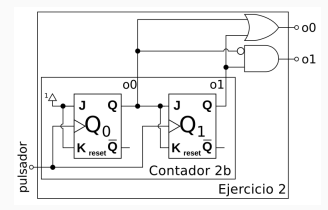 o0
o1
o0 o1
1
J Q J Q
Q0 Q1
K reset Q K reset Q
Contador 2b
Ejercicio 2
pulsador